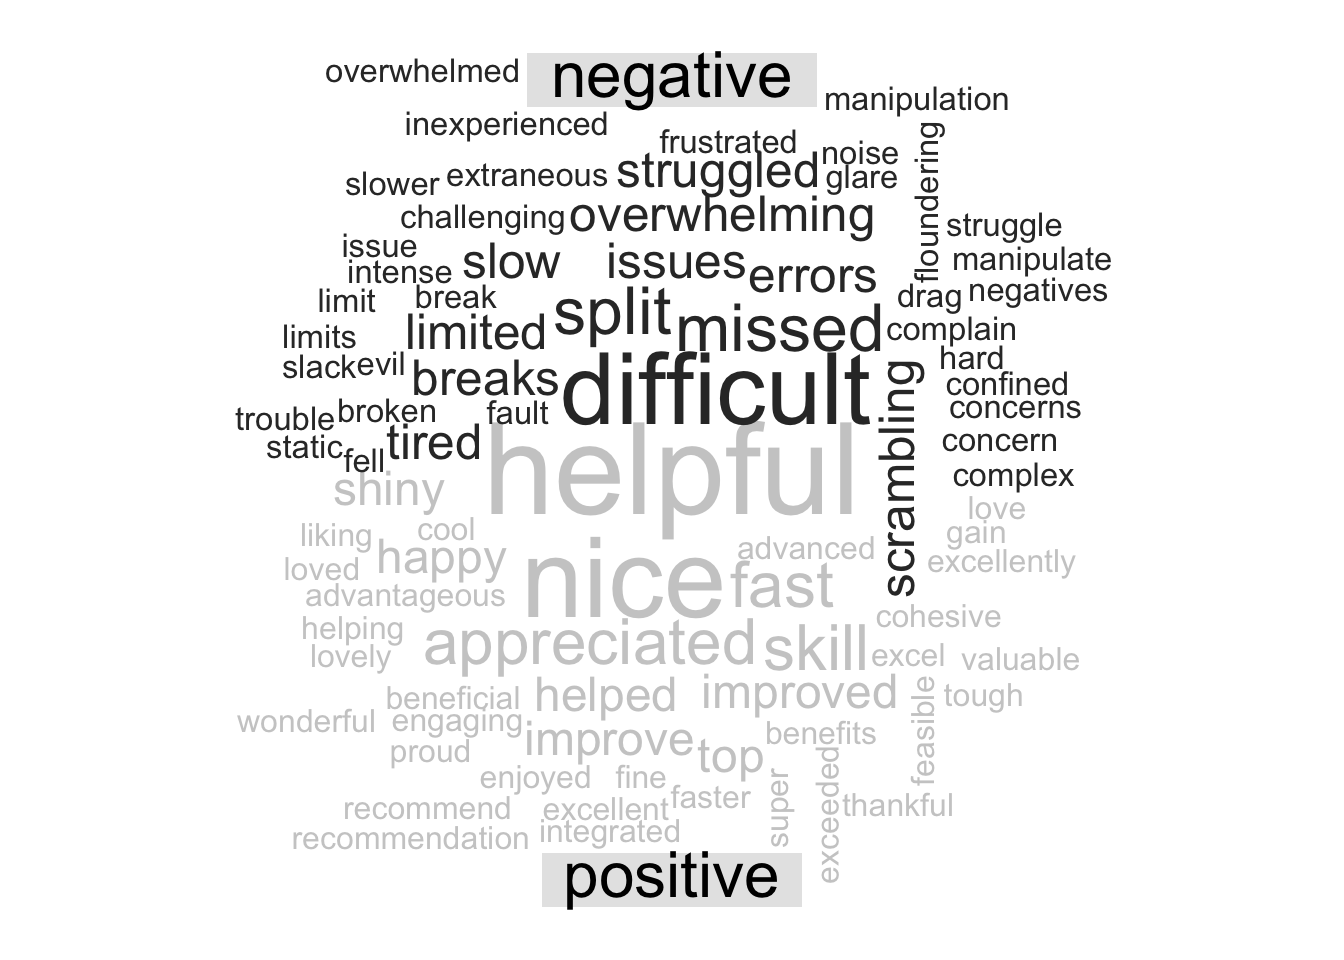 overwhelmed
negative
manipulation
inexperienced
frustrated
noise
struggled
glare
floundering
slower
extraneous
challenging
overwhelming
struggle
issue
intense
slow
issues
errors
manipulate
limit
break
split
missed
drag
negatives
limits
limited
complain
slack
evil
breaks
difficult
scrambling
hard
confined
concerns
trouble
broken
fault
static
fell
tired
concern
complex
shiny
helpful
love
liking
cool
gain
loved
happy
nice
advanced
excellently
advantageous
fast
helping
cohesive
lovely
appreciated
skill
excel
valuable
beneficial
helped
improved
feasible
tough
wonderful
engaging
improve
benefits
proud
top
enjoyed
fine
super
exceeded
recommend
excellent
faster
thankful
recommendation
integrated
positive